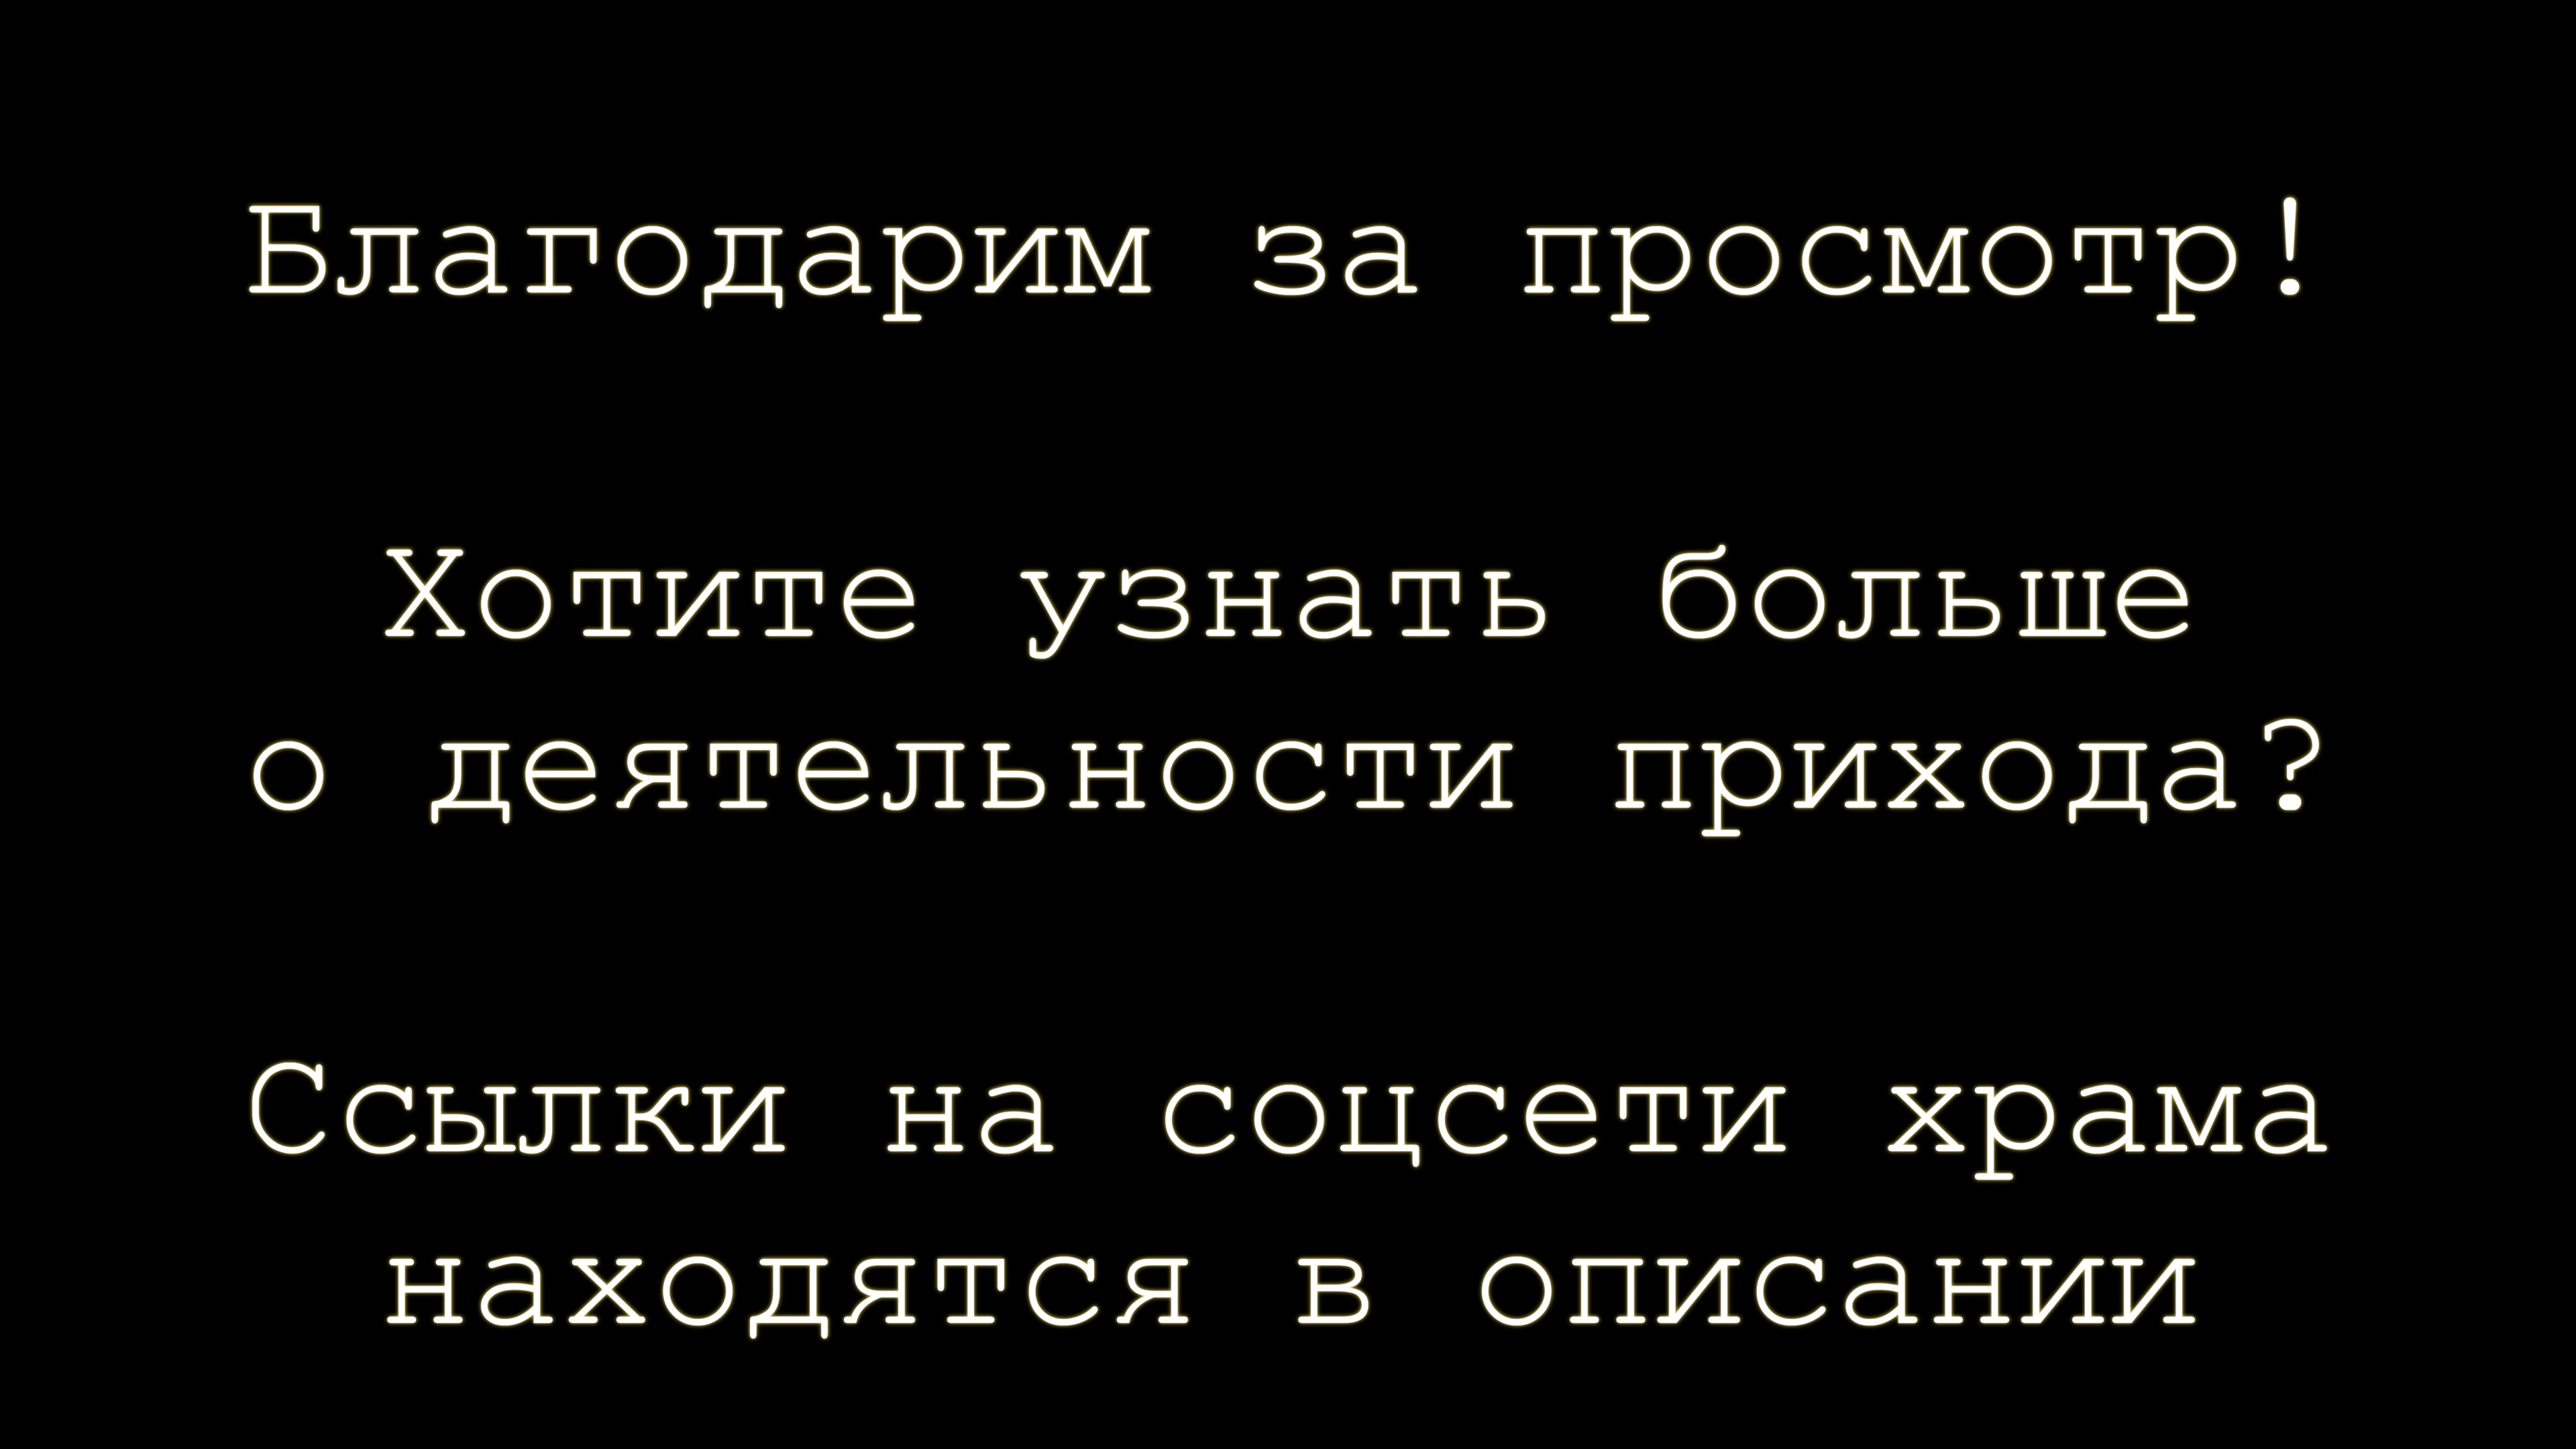 Благодарим за просмотр!
Хотите узнать больше
о деятельности прихода?
Ссылки на соцсети храма
находятся в описании